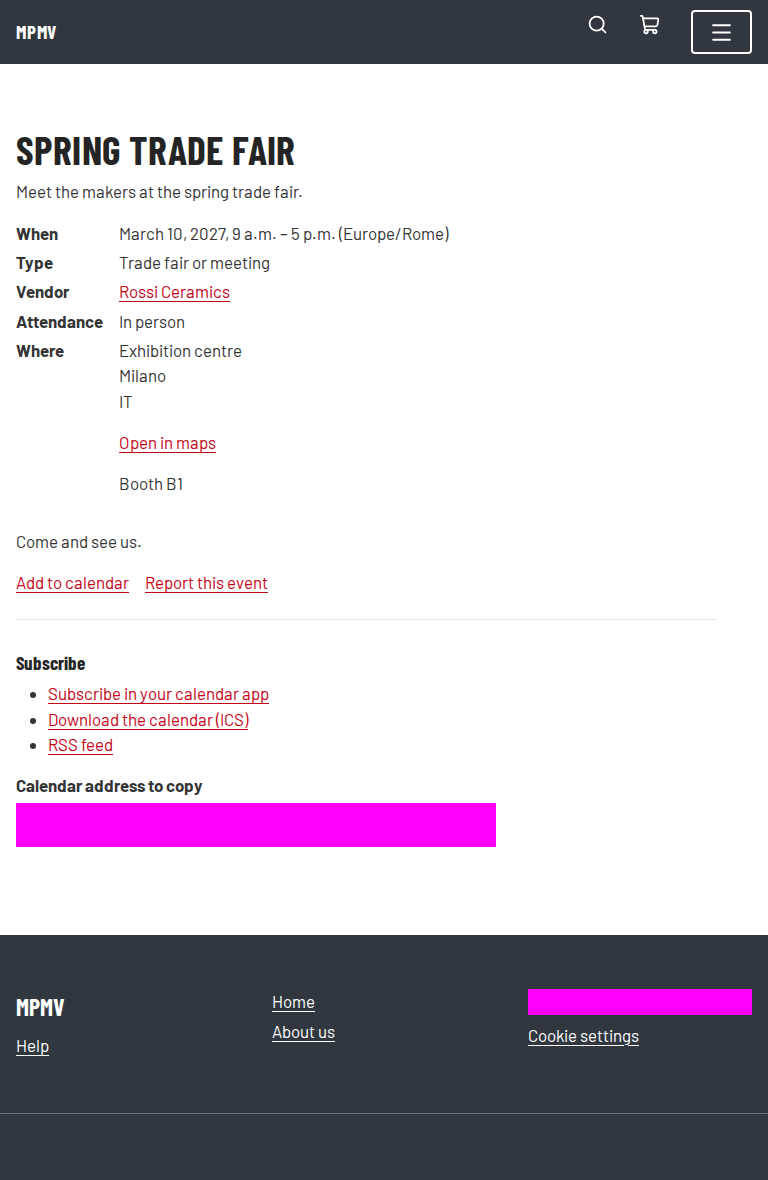 MPMV
SPRING TRADE FAIR
Meet the makers at the spring trade fair.
When March 10, 2027, 9 a.m. – 5 p.m. (Europe/Rome)
Type Trade fair or meeting
Vendor Rossi Ceramics
Attendance In person
Where Exhibition centre
Milano
IT
Open in maps
Booth B1
Come and see us.
Add to calendar Report this event
Subscribe
Subscribe in your calendar app
Download the calendar (ICS)
RSS feed
Calendar address to copy
MPMV
Help
Home
About us
Cookie settings